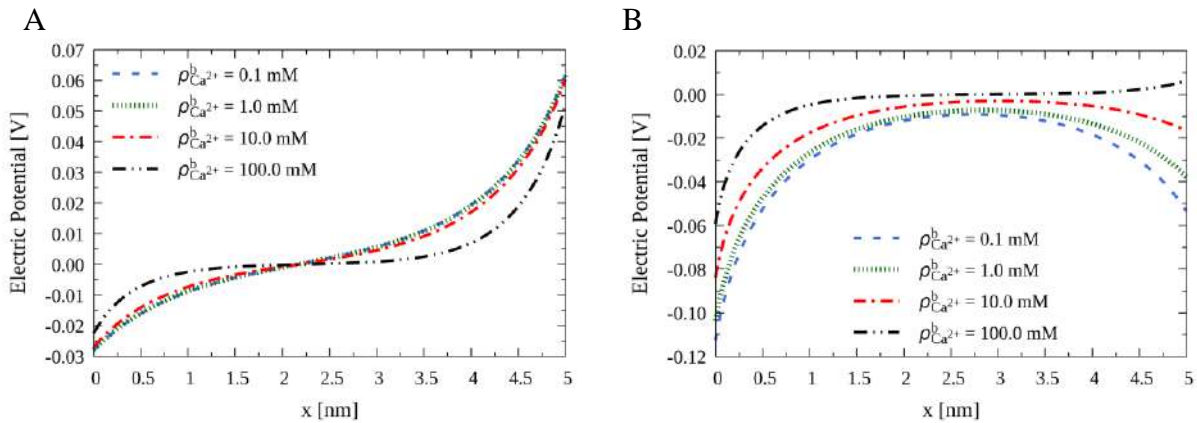 A
0.07
0.06
0.05
0.04
0.03
0.02
0.01
0.00
-0.01
-0.02
-0.03
Electric Potential [V]
ρᵇCa²⁺ = 0.1 mM
ρᵇCa²⁺ = 1.0 mM
ρᵇCa²⁺ = 10.0 mM
ρᵇCa²⁺ = 100.0 mM
0 0.5 1 1.5 2 2.5 3 3.5 4 4.5 5
x [nm]
B
0.02
0.00
-0.02
-0.04
-0.06
-0.08
-0.10
-0.12
Electric Potential [V]
ρᵇCa²⁺ = 0.1 mM
ρᵇCa²⁺ = 1.0 mM
ρᵇCa²⁺ = 10.0 mM
ρᵇCa²⁺ = 100.0 mM
0 0.5 1 1.5 2 2.5 3 3.5 4 4.5 5
x [nm]